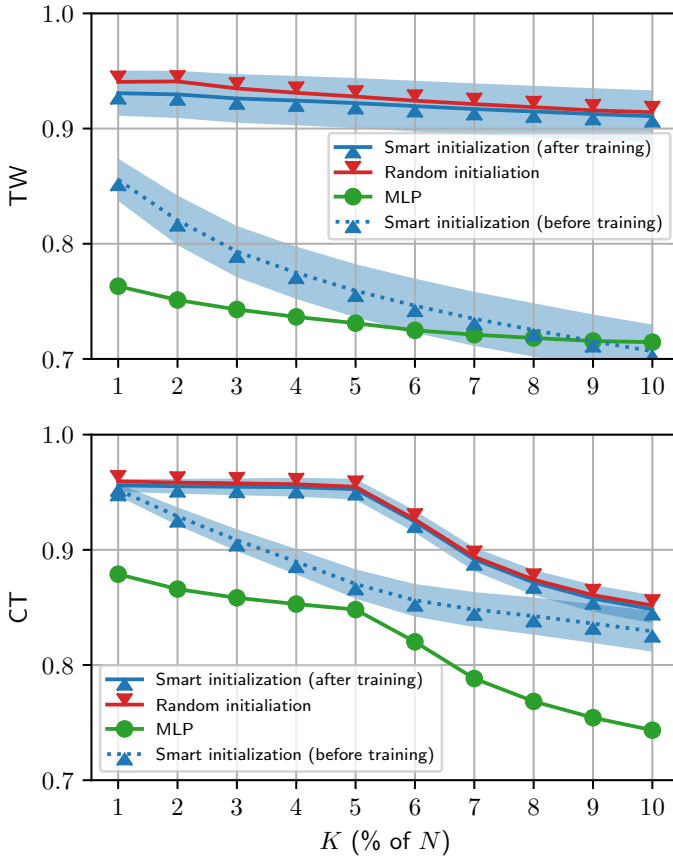 1.0
0.9
0.8
0.7
TW
Smart initialization (after training)
Random initialiation
MLP
Smart initialization (before training)
1 2 3 4 5 6 7 8 9 10
1.0
0.9
0.8
0.7
CT
Smart initialization (after training)
Random initialiation
MLP
Smart initialization (before training)
1 2 3 4 5 6 7 8 9 10
K (% of N)